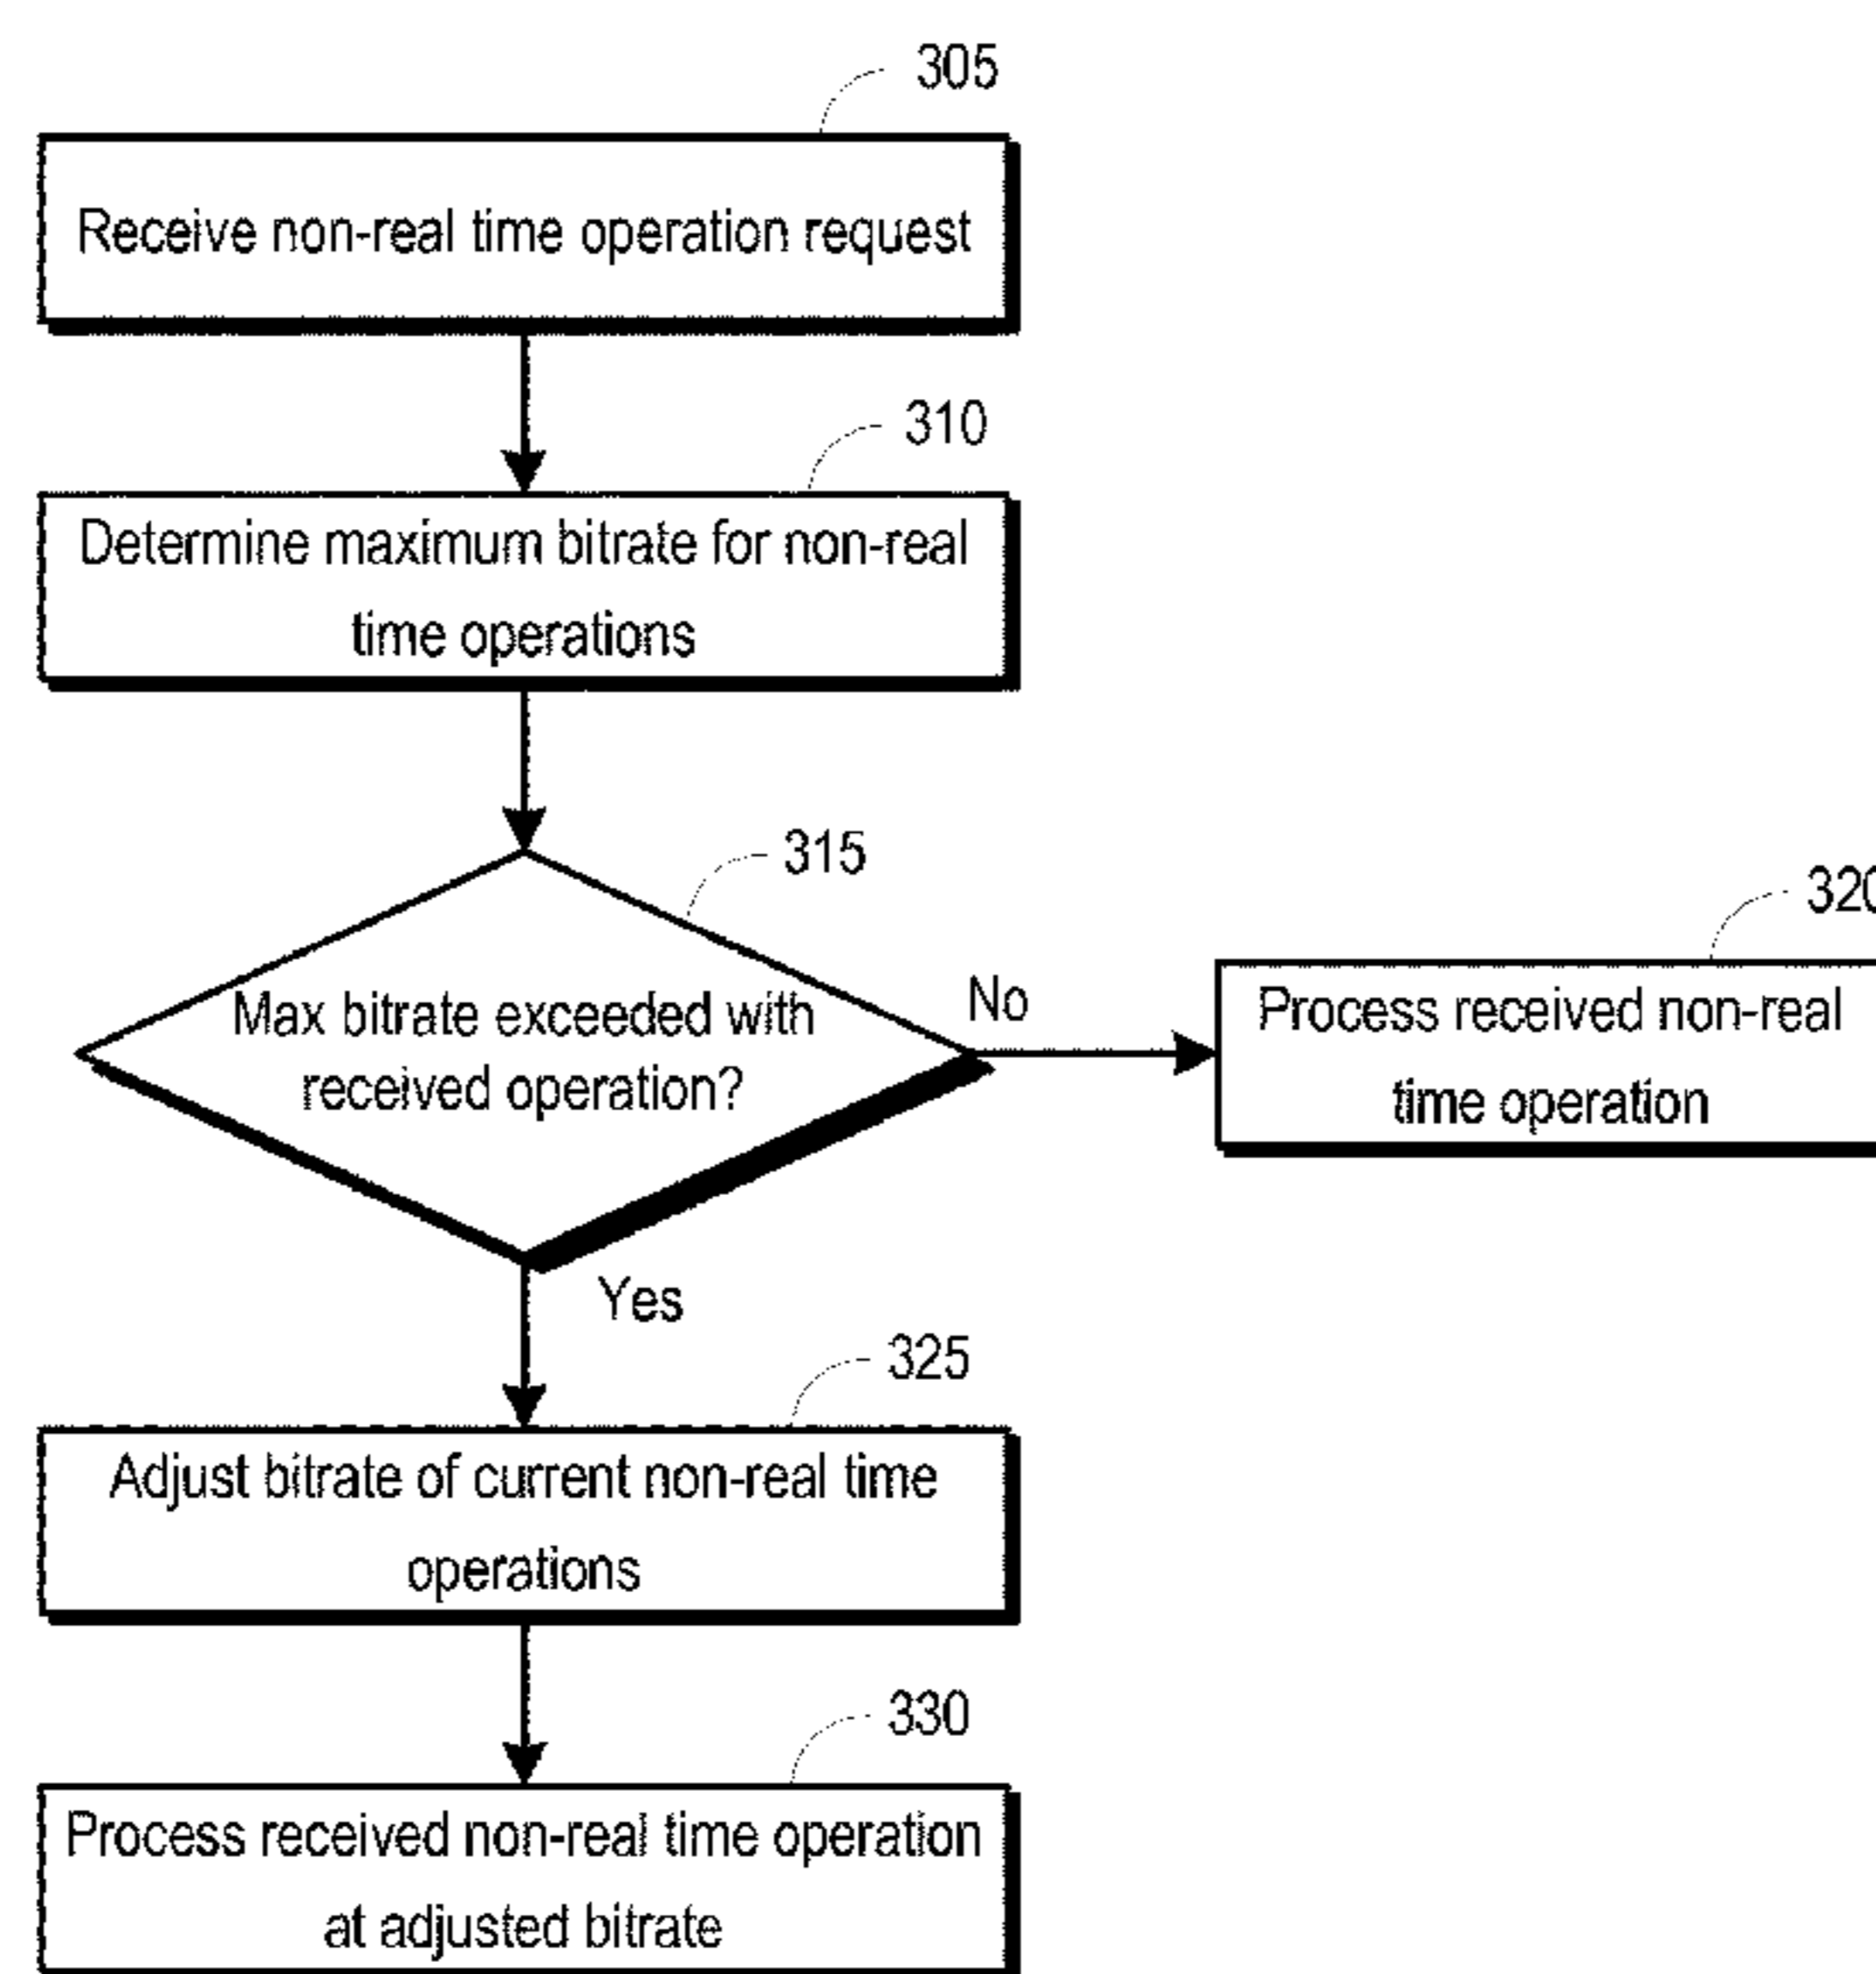 305
Receive non-real time operation request
310
Determine maximum bitrate for non-real
time operations
315
Max bitrate exceeded with
received operation?
No
320
Process received non-real
time operation
Yes
325
Adjust bitrate of current non-real time
operations
330
Process received non-real time operation
at adjusted bitrate